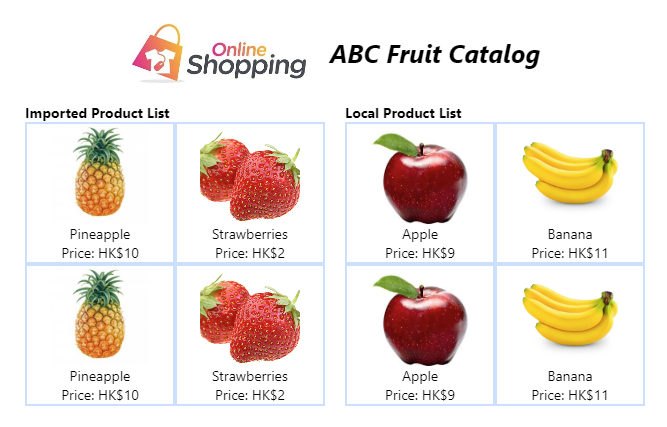 Online
Shopping
ABC Fruit Catalog
Imported Product List
Pineapple
Price: HK$10
Strawberries
Price: HK$2
Pineapple
Price: HK$10
Strawberries
Price: HK$2
Local Product List
Apple
Price: HK$9
Banana
Price: HK$11
Apple
Price: HK$9
Banana
Price: HK$11